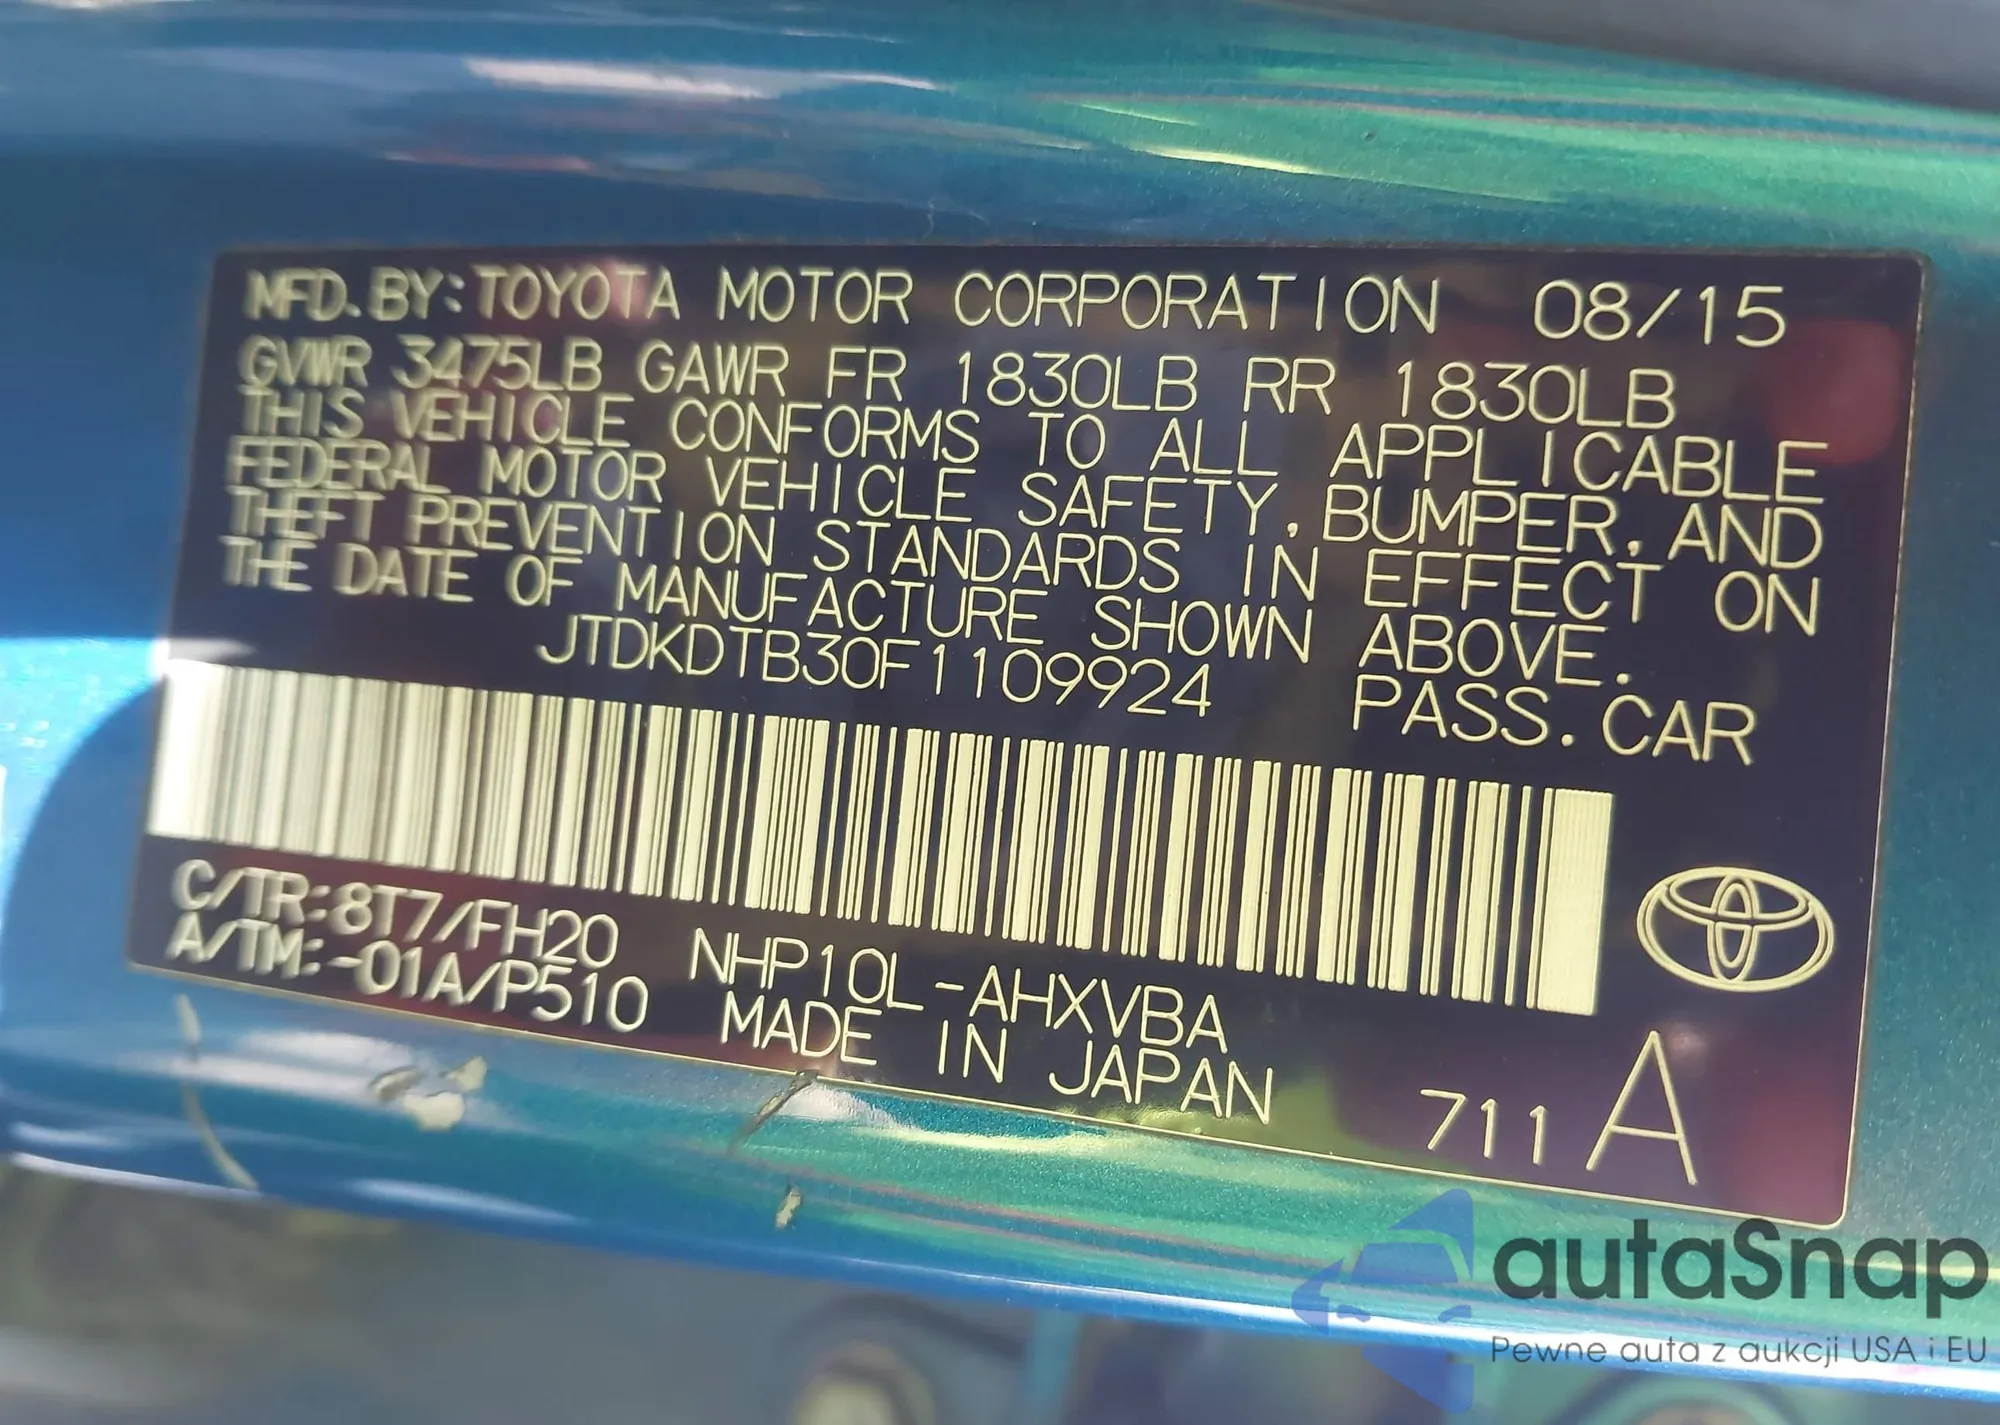 MFD. BY: TOYOTA MOTOR CORPORATION 08/15
GVWR 3475LB GAWR FR 1830LB RR 1830LB
THIS VEHICLE CONFORMS TO ALL APPLICABLE
FEDERAL MOTOR VEHICLE SAFETY, BUMPER, AND
THEFT PREVENTION STANDARDS IN EFFECT ON
THE DATE OF MANUFACTURE SHOWN ABOVE.
JTDKDTB30F1109924 PASS. CAR
C/TR:8T7/FH20 NHP10L-AHXVBA
A/TM:-01A/P510 MADE IN JAPAN 711 A
autaSnap
Pewne auta z aukcji USA i EU